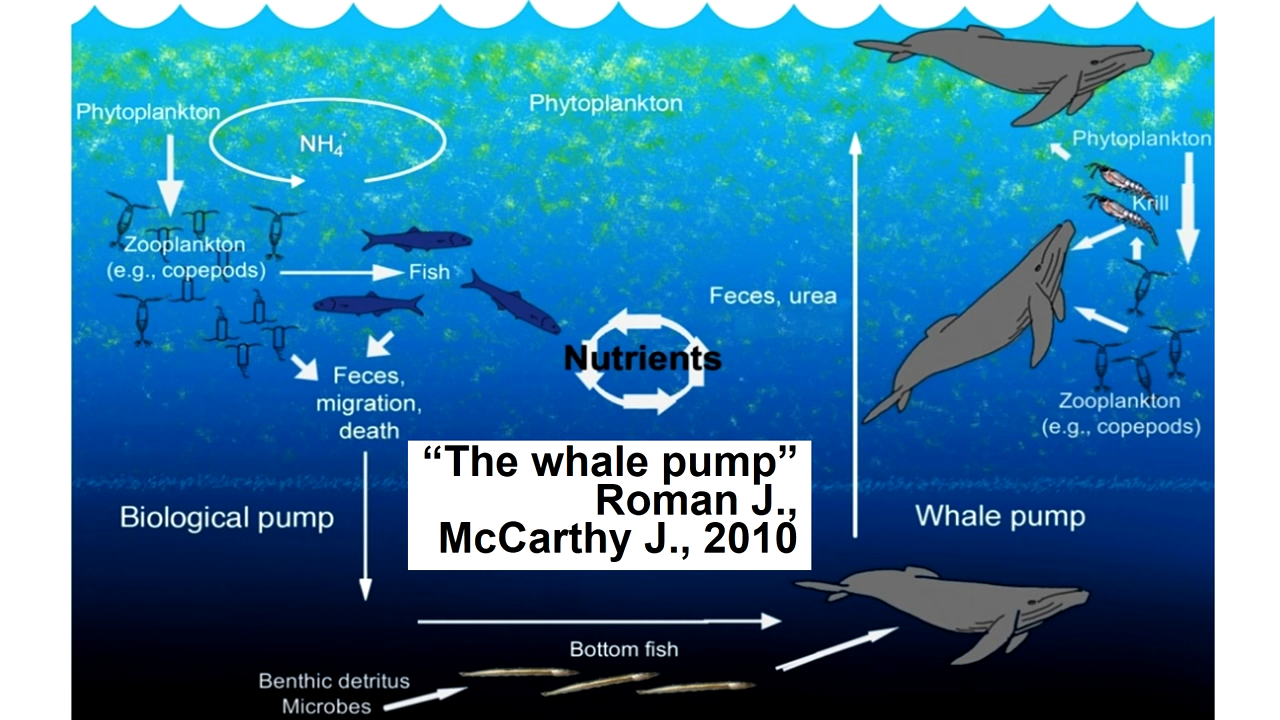 Phytoplankton
NH₄⁺
Zooplankton
(e.g., copepods)
Fish
Feces,
migration,
death
Biological pump
Phytoplankton
Nutrients
“The whale pump”
Roman J.,
McCarthy J., 2010
Feces, urea
Phytoplankton
Krill
Zooplankton
(e.g., copepods)
Whale pump
Bottom fish
Benthic detritus
Microbes